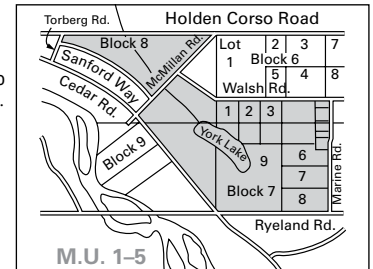 Holden Corso Road
Torberg Rd.
Block 8
McMillan Rd.
Lot
1
2
3
7
Block 6
5
4
8
Sanford Way
Walsh Rd.
Cedar Rd.
1
2
3
York Lake
Block 9
9
6
7
Block 7
8
Marine Rd.
Ryeland Rd.
M.U. 1–5